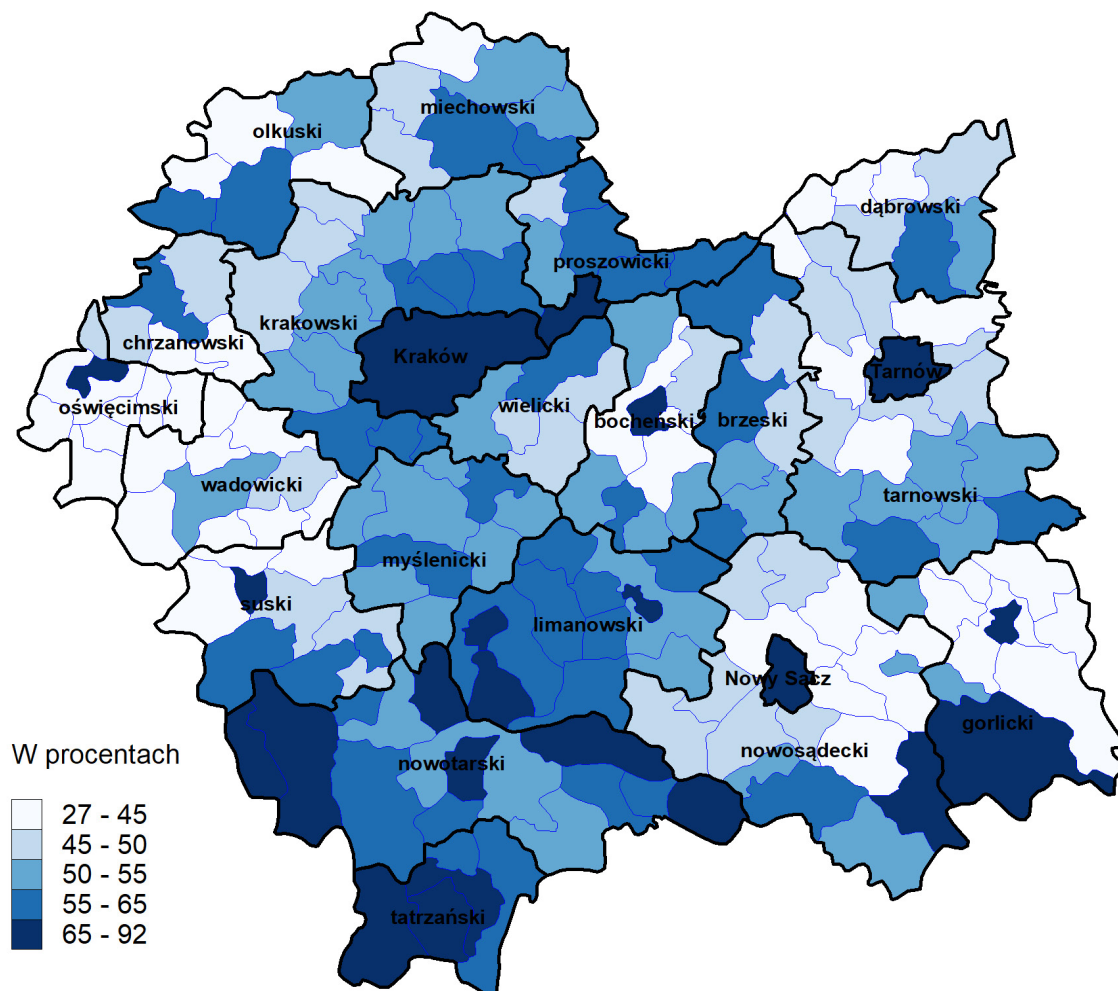 miechowski
olkuski
dąbrowski
proszowicki
krakowski
chrzanowski
Kraków
Tarnów
oświęcimski
wielicki
bocheński
brzeski
wadowicki
tarnowski
myślenicki
suski
limanowski
Nowy Sącz
gorlicki
W procentach
nowotarski
nowosądecki
27 - 45
45 - 50
50 - 55
55 - 65
65 - 92
tatrzański